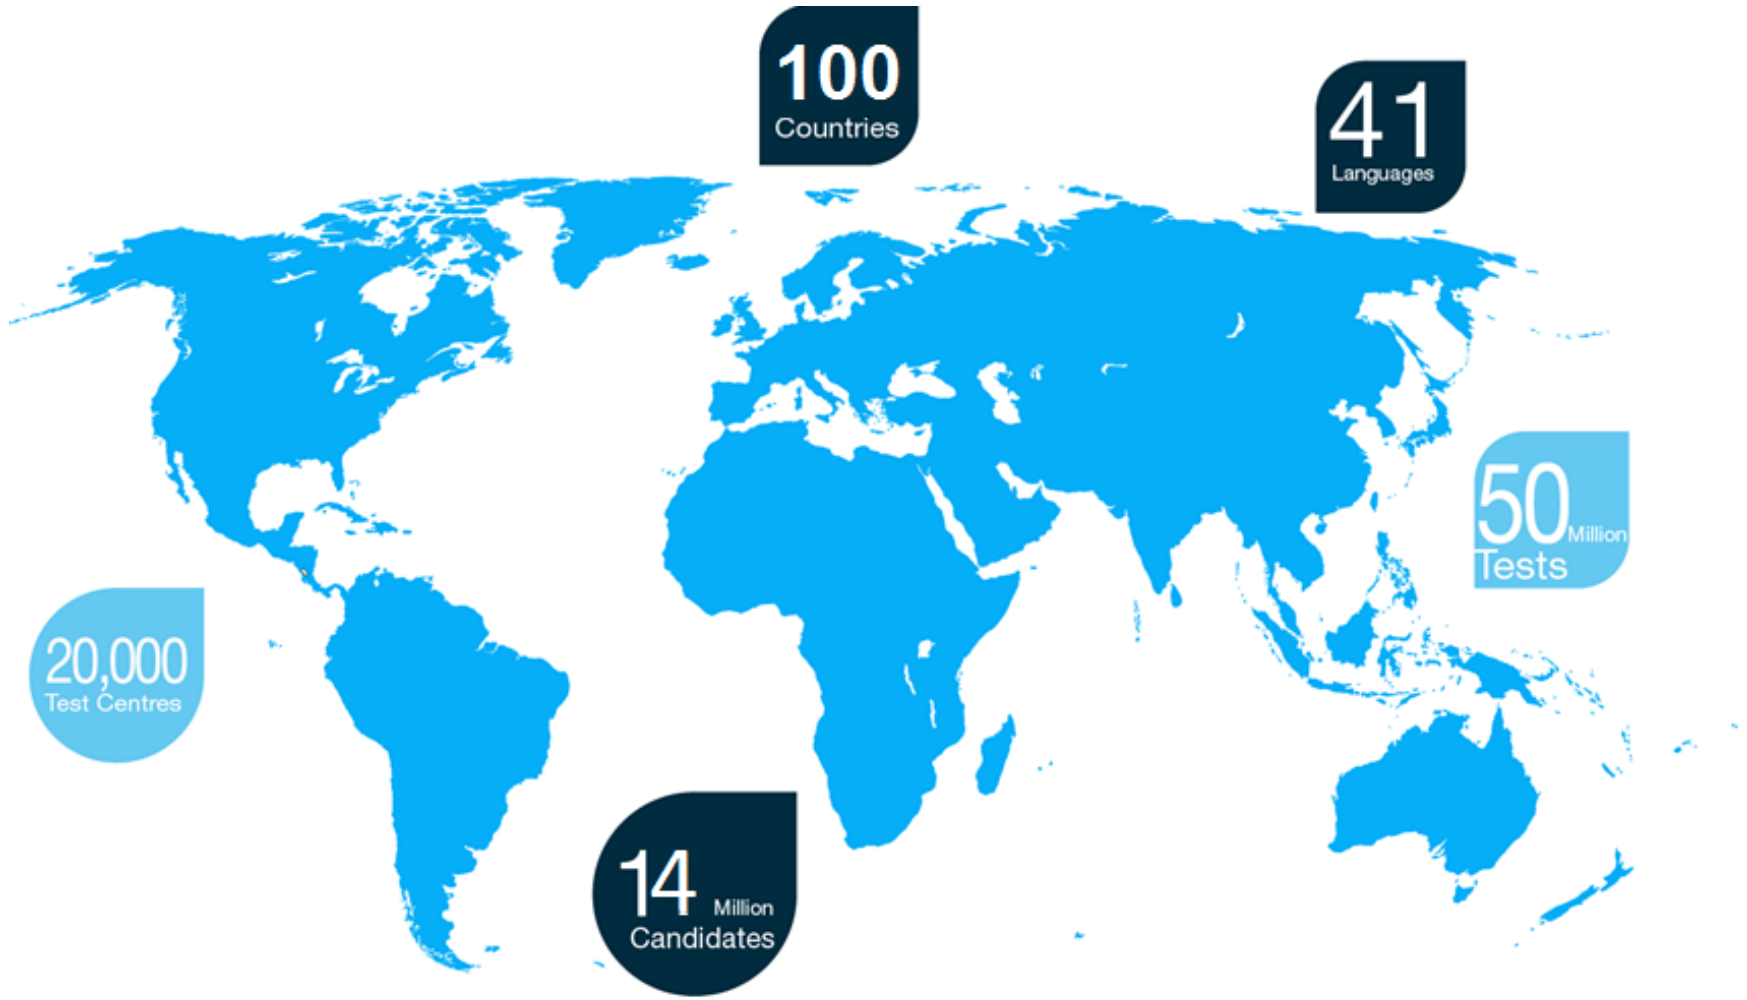 100
Countries
41
Languages
50 Million
Tests
20,000
Test Centres
14 Million
Candidates